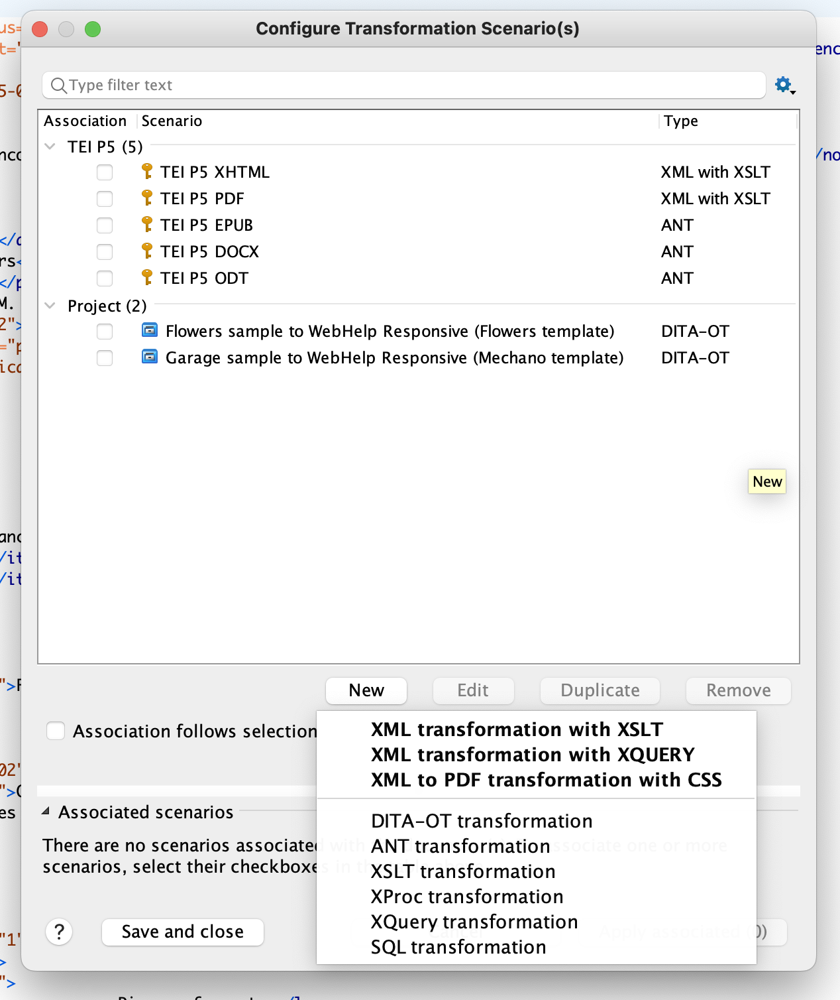 Configure Transformation Scenario(s)
Type filter text
Association Scenario Type
TEI P5 (5)
TEI P5 XHTML XML with XSLT
TEI P5 PDF XML with XSLT
TEI P5 EPUB ANT
TEI P5 DOCX ANT
TEI P5 ODT ANT
Project (2)
Flowers sample to WebHelp Responsive (Flowers template) DITA-OT
Garage sample to WebHelp Responsive (Mechano template) DITA-OT
New
New Edit Duplicate Remove
Association follows selection
XML transformation with XSLT
XML transformation with XQUERY
XML to PDF transformation with CSS
DITA-OT transformation
ANT transformation
XSLT transformation
XProc transformation
XQuery transformation
SQL transformation
Associated scenarios
There are no scenarios associated with associate one or more
scenarios, select their checkboxes in
? Save and close Cancel Apply associated (0)